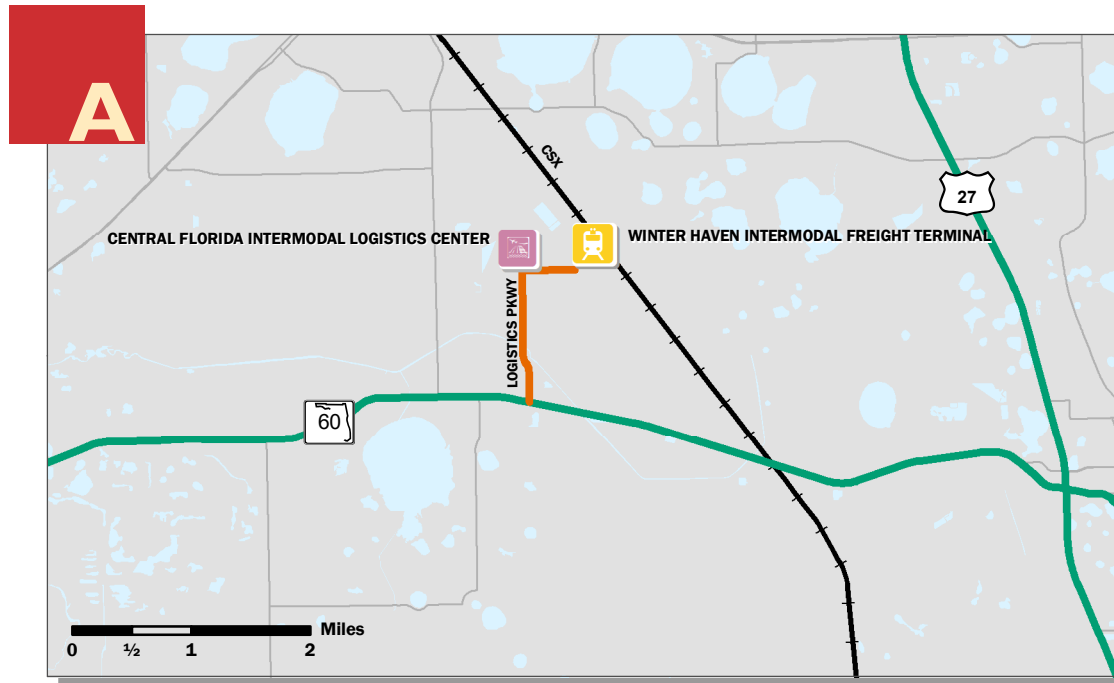 A
CSX
27
CENTRAL FLORIDA INTERMODAL LOGISTICS CENTER
WINTER HAVEN INTERMODAL FREIGHT TERMINAL
LOGISTICS PKWY
60
Miles
0 ½ 1 2